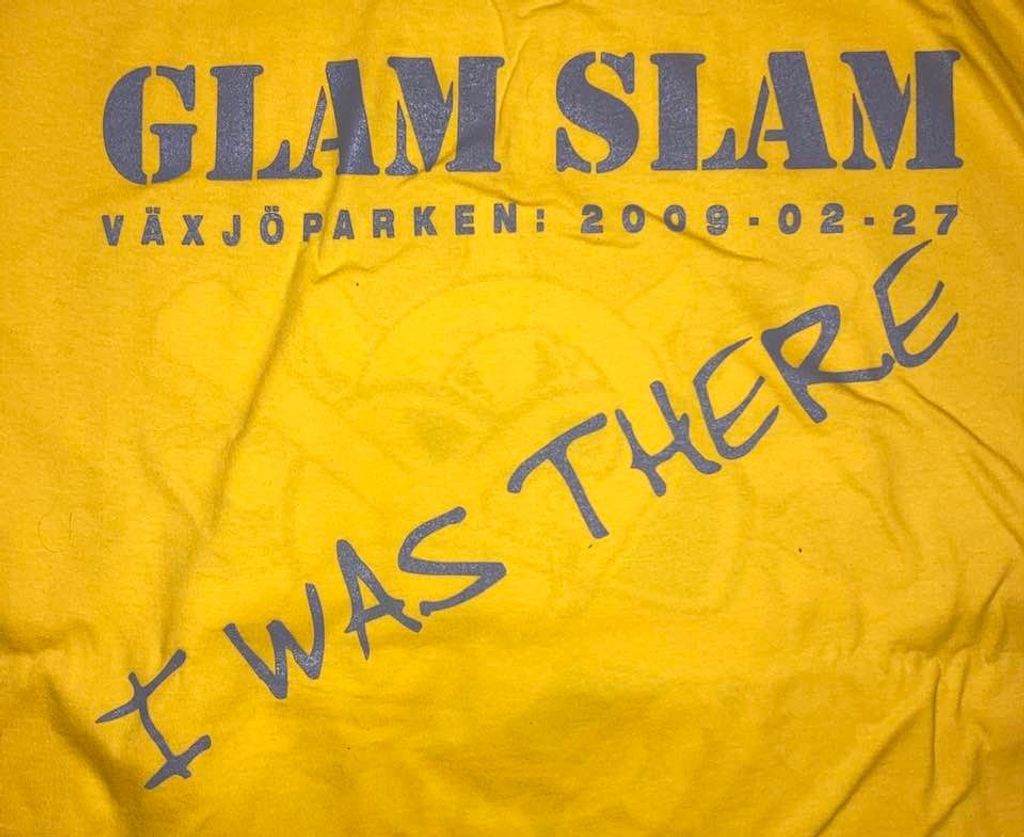 GLAM SLAM
VÄXJÖPARKEN: 2009-02-27
I WAS THERE